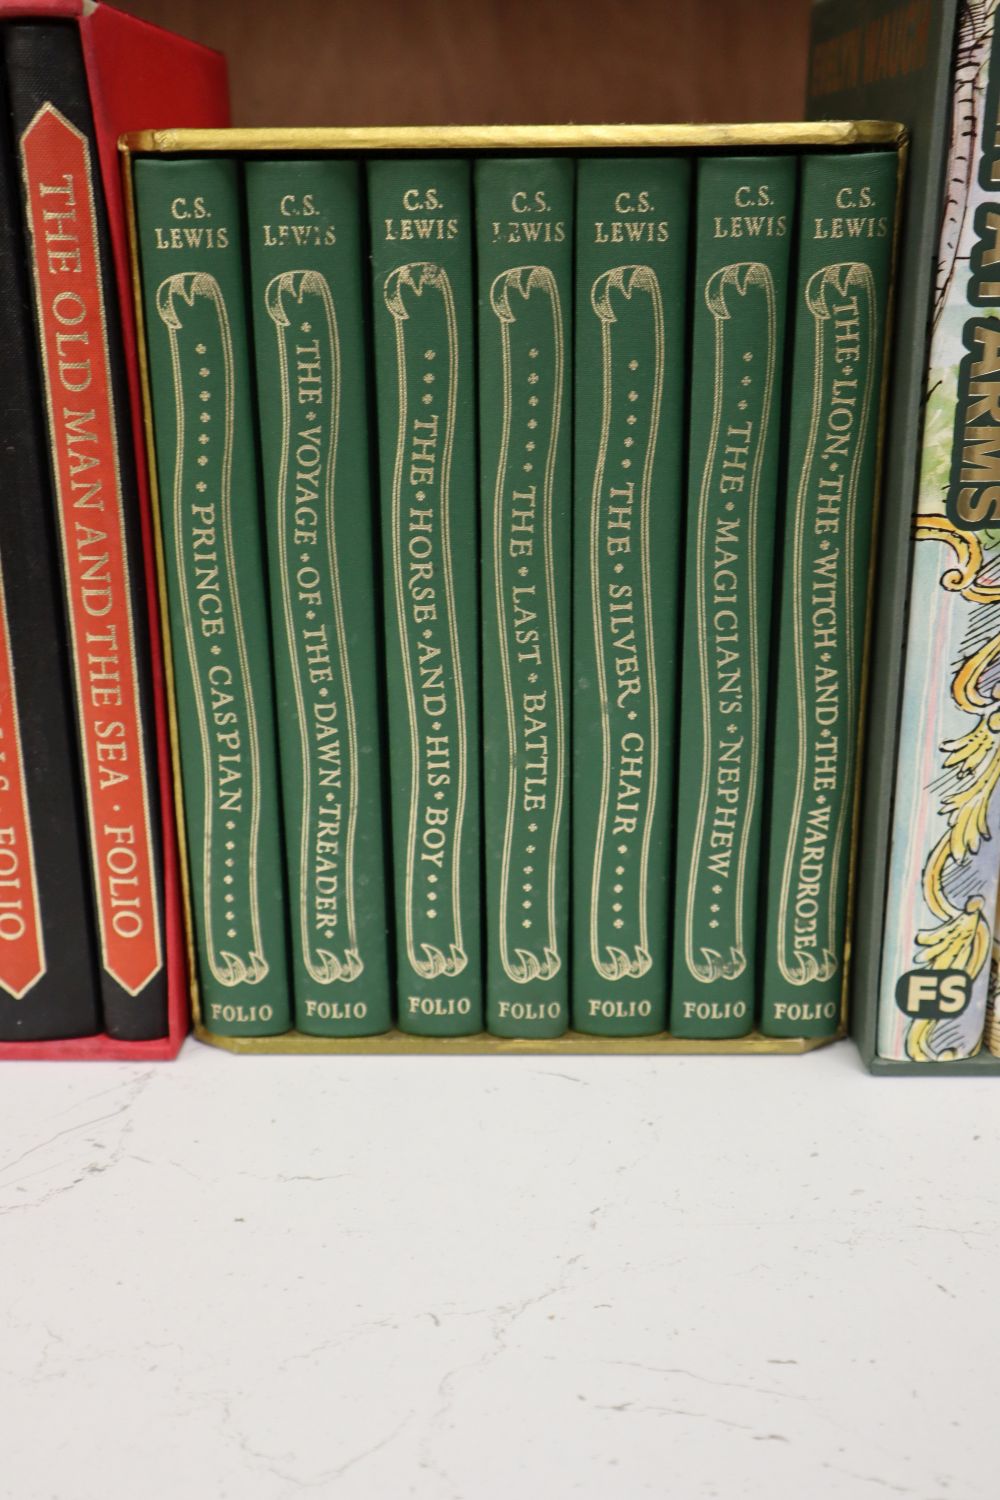 FOLIO
THE OLD MAN AND THE SEA · FOLIO
C.S.
LEWIS
PRINCE · CASPIAN
FOLIO
C.S.
LEWIS
THE · VOYAGE · OF · THE · DAWN · TREADER
FOLIO
C.S.
LEWIS
THE · HORSE · AND · HIS · BOY
FOLIO
C.S.
LEWIS
THE · LAST · BATTLE
FOLIO
C.S.
LEWIS
THE · SILVER · CHAIR
FOLIO
C.S.
LEWIS
THE · MAGICIAN'S · NEPHEW
FOLIO
C.S.
LEWIS
THE · LION, · THE · WITCH · AND · THE · WARDROBE
FOLIO
EVELYN WAUGH
AT ARMS
FS